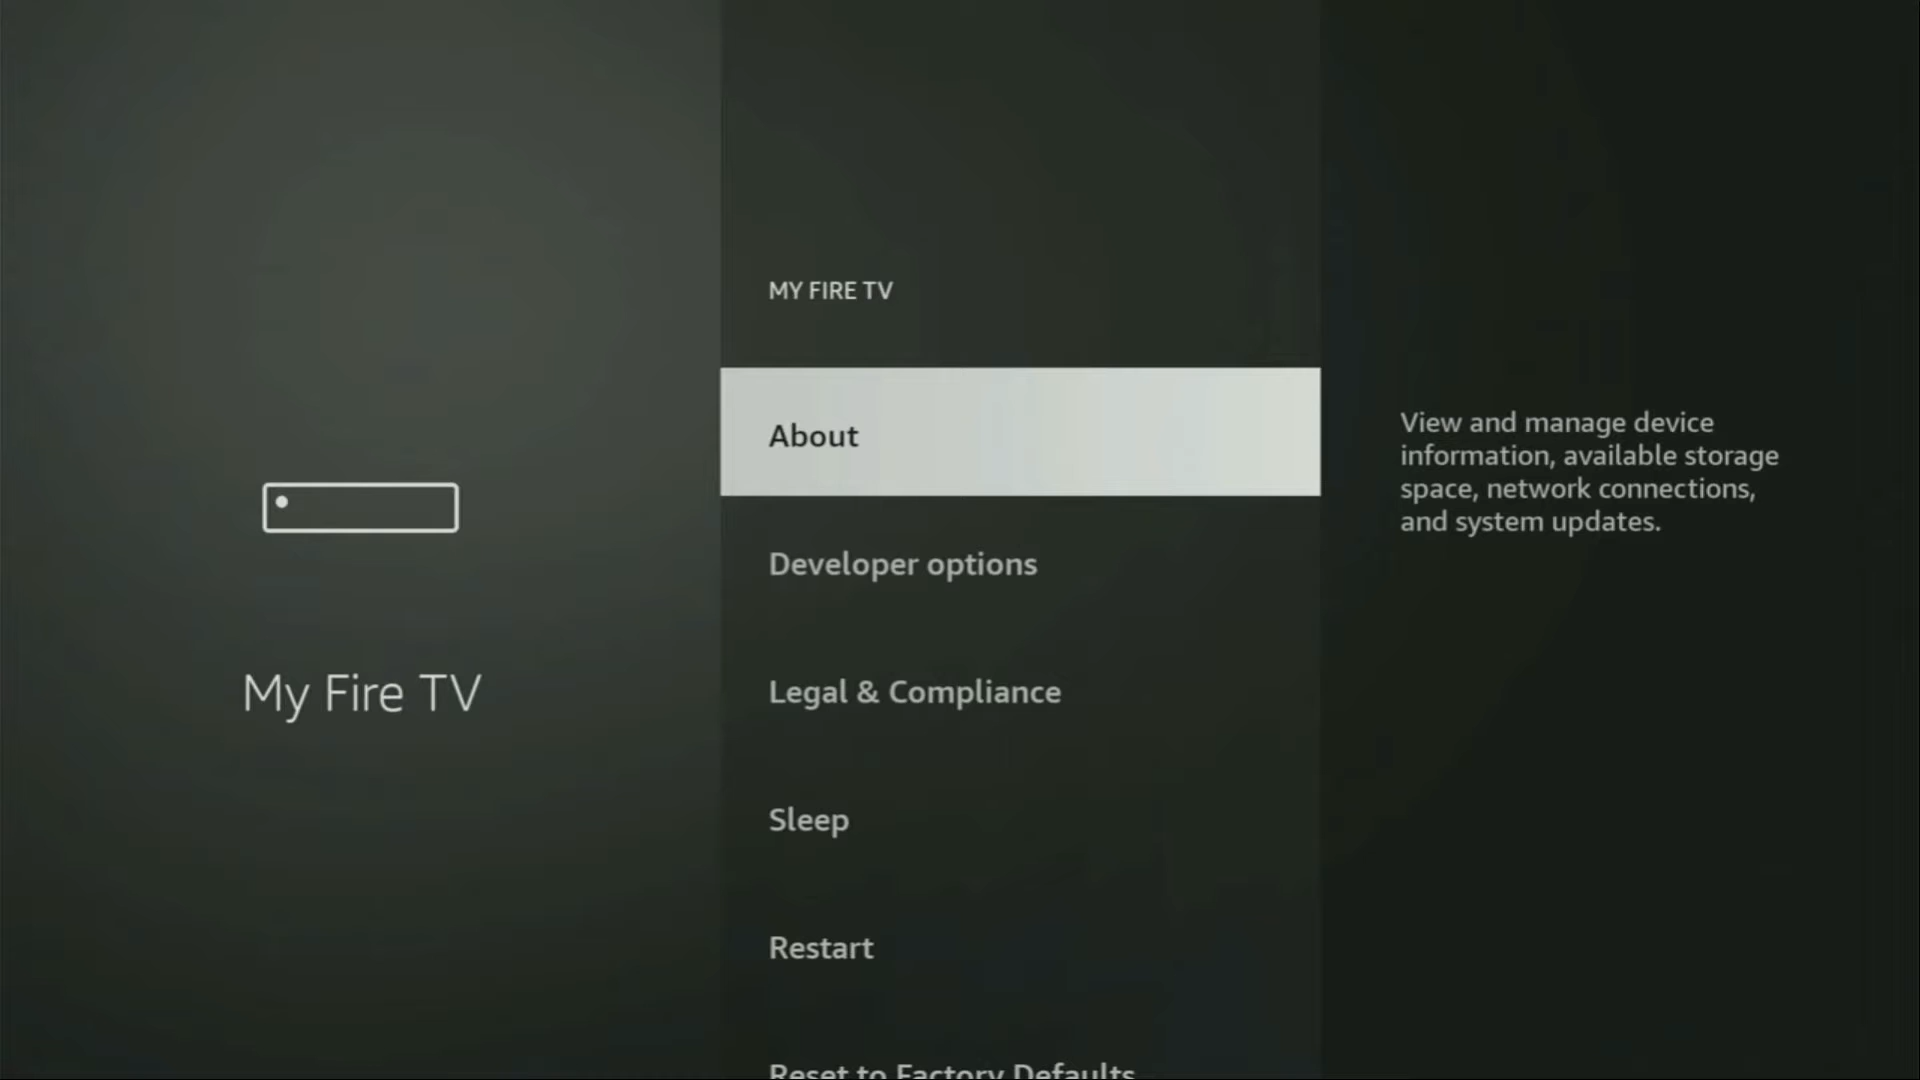 My Fire TV
MY FIRE TV
About
Developer options
Legal & Compliance
Sleep
Restart
Reset to Factory Defaults
View and manage device
information, available storage
space, network connections,
and system updates.